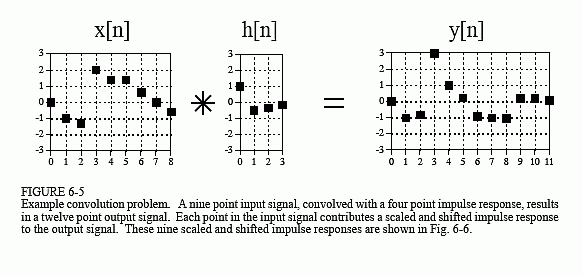 x[n] h[n] y[n]
3 3 3
2 2 2
1 1 1
0 0 0
-1 -1 -1
-2 -2 -2
-3 -3 -3
0 1 2 3 4 5 6 7 8 0 1 2 3 0 1 2 3 4 5 6 7 8 9 10 11
FIGURE 6-5
Example convolution problem. A nine point input signal, convolved with a four point impulse response, results
in a twelve point output signal. Each point in the input signal contributes a scaled and shifted impulse response
to the output signal. These nine scaled and shifted impulse responses are shown in Fig. 6-6.